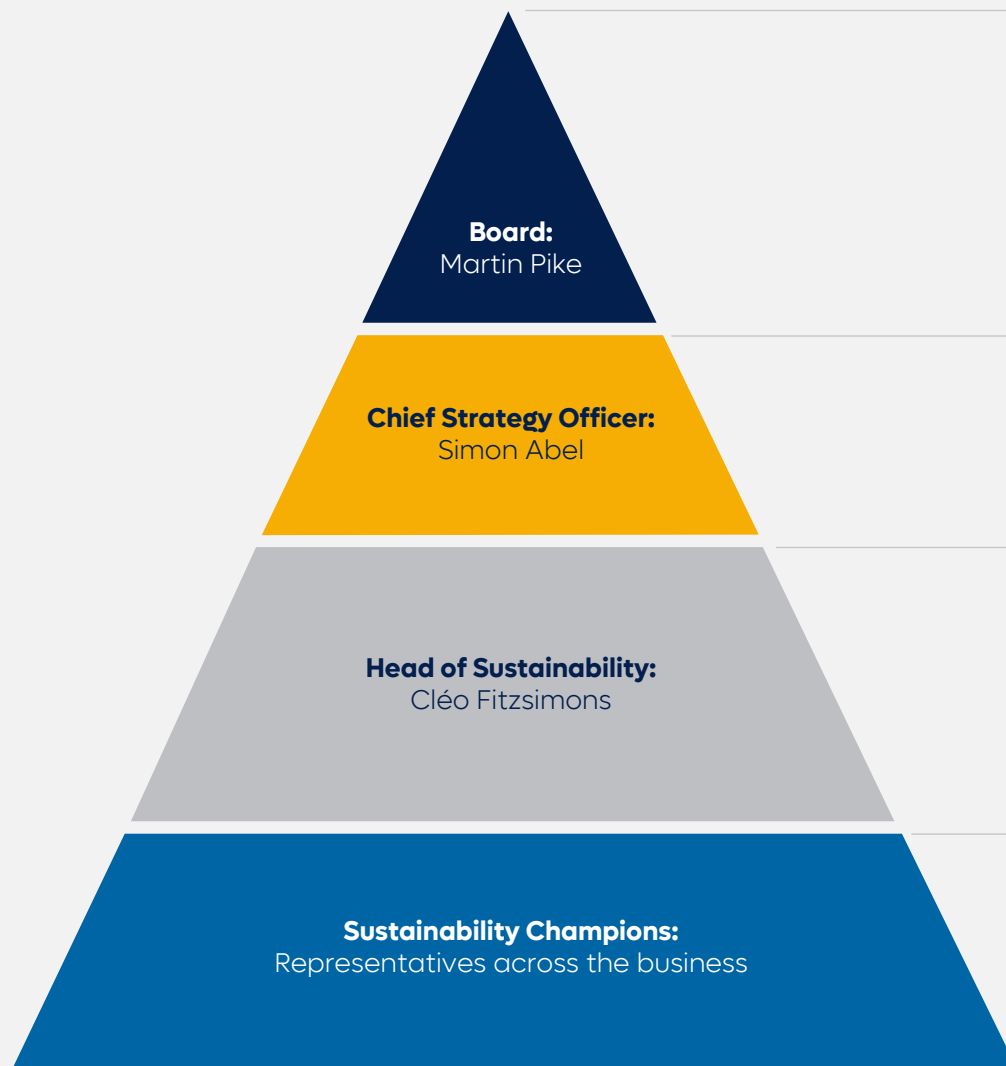 Board:
Martin Pike
Chief Strategy Officer:
Simon Abel
Head of Sustainability:
Cléo Fitzsimons
Sustainability Champions:
Representatives across the business